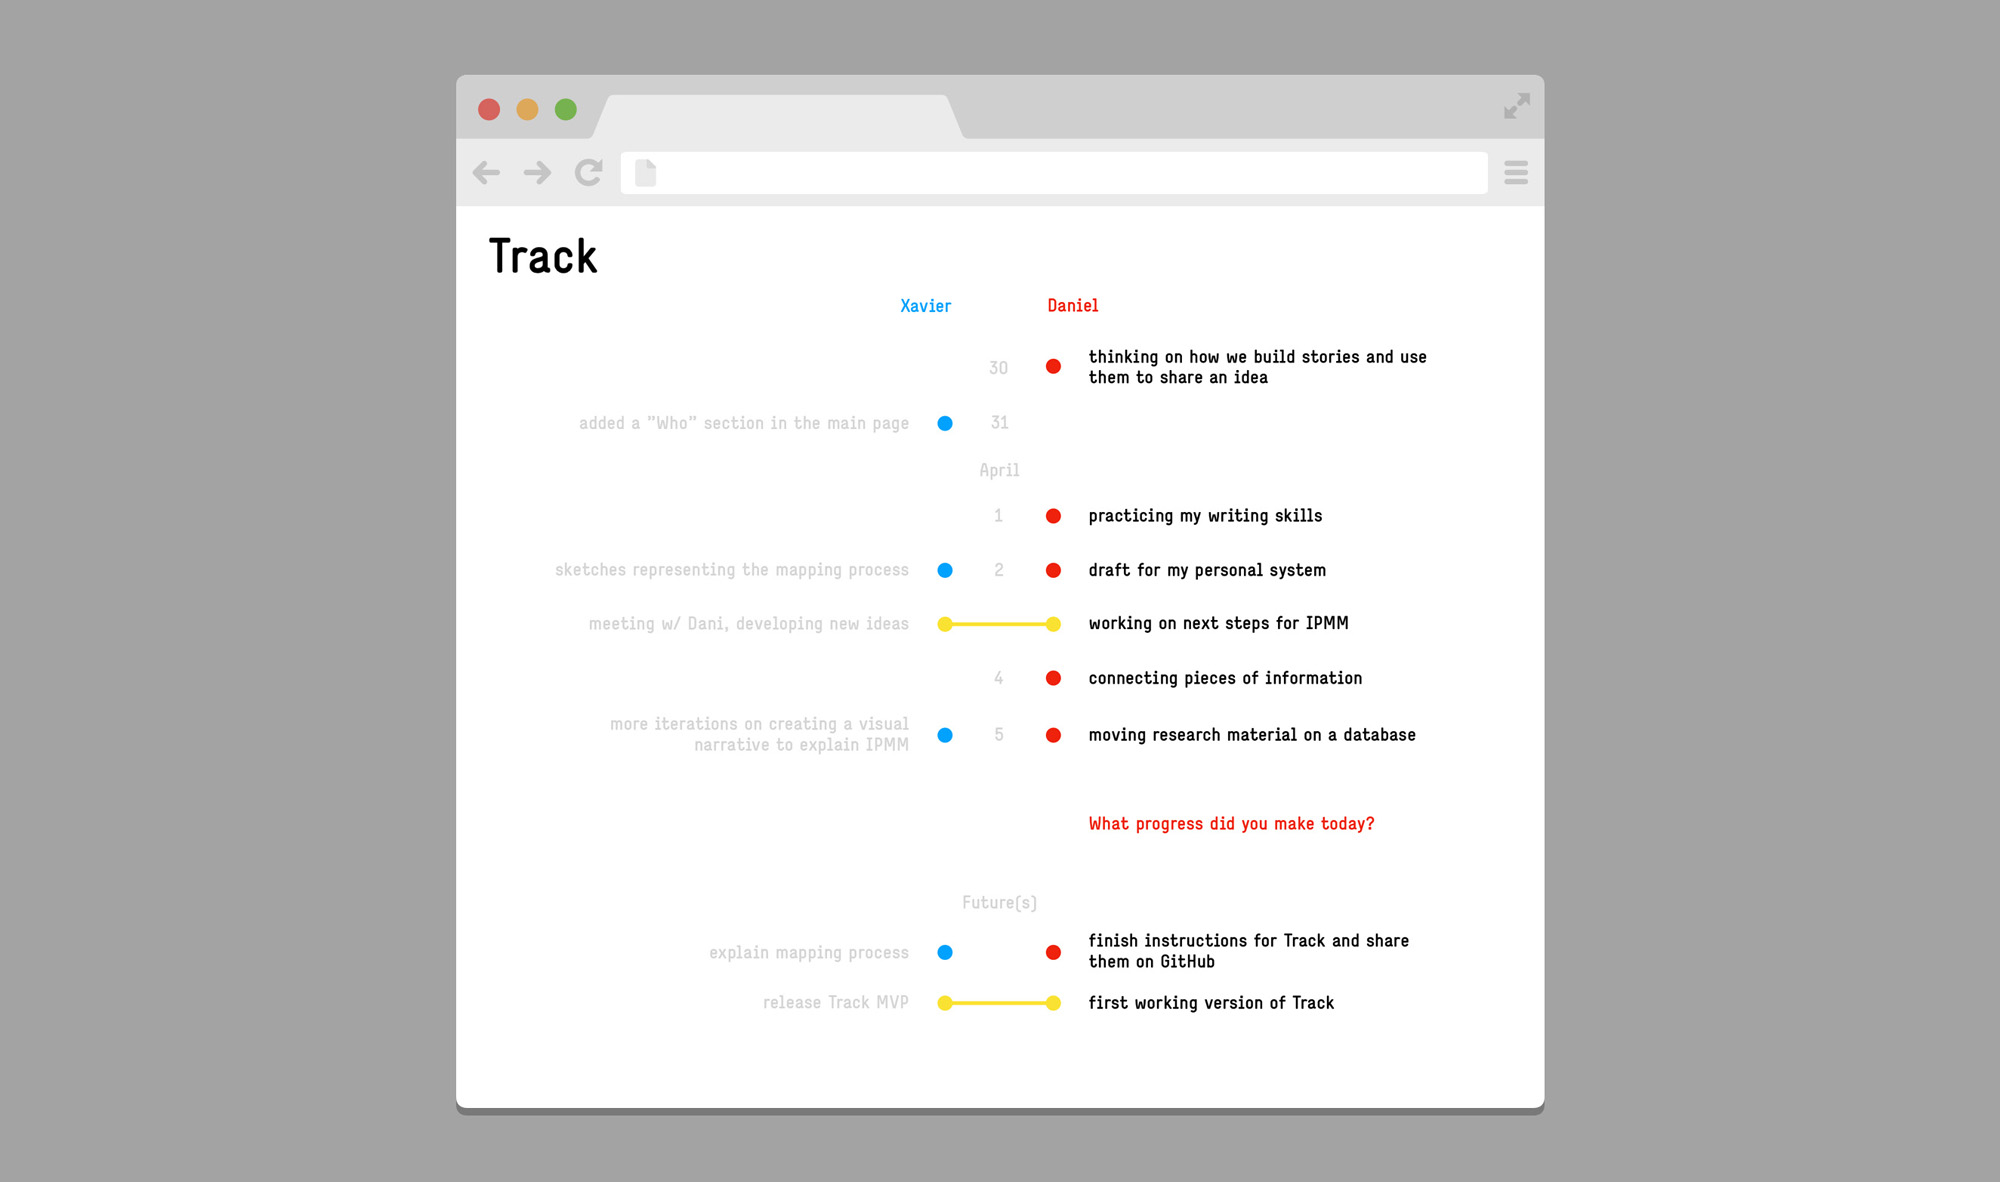 Track
Xavier
Daniel
30
thinking on how we build stories and use
them to share an idea
added a ”Who” section in the main page
31
April
1
practicing my writing skills
sketches representing the mapping process
2
draft for my personal system
meeting w/ Dani, developing new ideas
working on next steps for IPMM
4
connecting pieces of information
more iterations on creating a visual
narrative to explain IPMM
5
moving research material on a database
What progress did you make today?
Future(s)
explain mapping process
finish instructions for Track and share
them on GitHub
release Track MVP
first working version of Track